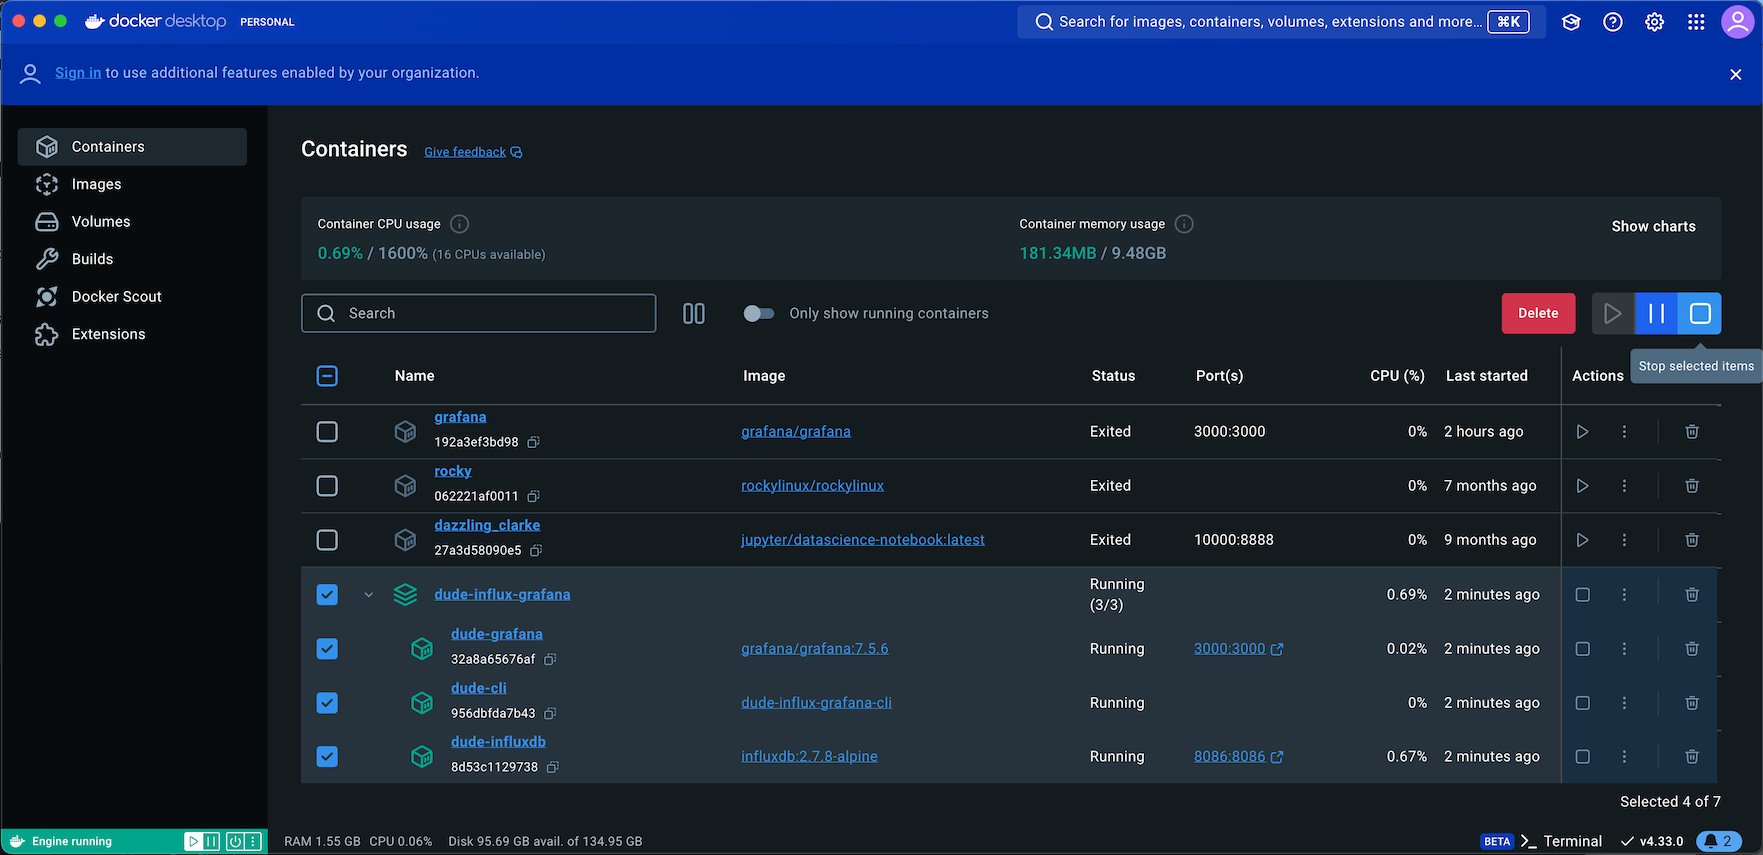 docker desktop PERSONAL
Search for images, containers, volumes, extensions and more... ⌘K
Sign in to use additional features enabled by your organization.
Containers
Images
Volumes
Builds
Docker Scout
Extensions
Containers Give feedback
Container CPU usage
0.69% / 1600% (16 CPUs available)
Container memory usage
181.34MB / 9.48GB
Show charts
Search
Only show running containers
Delete
Stop selected items
Name Image Status Port(s) CPU (%) Last started Actions
grafana
192a3ef3bd98
grafana/grafana Exited 3000:3000 0% 2 hours ago
rocky
062221af0011
rockylinux/rockylinux Exited 0% 7 months ago
dazzling_clarke
27a3d58090e5
jupyter/datascience-notebook:latest Exited 10000:8888 0% 9 months ago
dude-influx-grafana
Running
(3/3)
0.69% 2 minutes ago
dude-grafana
32a8a65676af
grafana/grafana:7.5.6 Running 3000:3000 0.02% 2 minutes ago
dude-cli
956dbfda7b43
dude-influx-grafana-cli Running 0% 2 minutes ago
dude-influxdb
8d53c1129738
influxdb:2.7.8-alpine Running 8086:8086 0.67% 2 minutes ago
Selected 4 of 7
Engine running
RAM 1.55 GB CPU 0.06% Disk 95.69 GB avail. of 134.95 GB
BETA Terminal v4.33.0 2